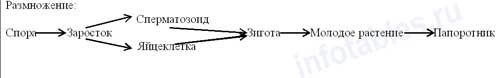 Размножение:
Сперматозоид
Спора Заросток Зигота Молодое растение Папоротник
Яйцеклетка
infotables.ru